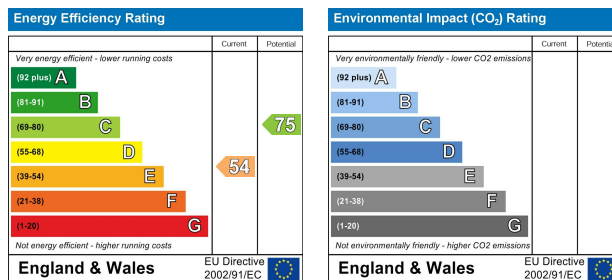 Energy Efficiency Rating
Current Potential
Very energy efficient - lower running costs
(92 plus) A
(81-91) B
(69-80) C
75
(55-68) D
54
(39-54) E
(21-38) F
(1-20) G
Not energy efficient - higher running costs
England & Wales
EU Directive
2002/91/EC
Environmental Impact (CO₂) Rating
Current Potential
Very environmentally friendly - lower CO2 emissions
(92 plus) A
(81-91) B
(69-80) C
(55-68) D
(39-54) E
(21-38) F
(1-20) G
Not environmentally friendly - higher CO2 emissions
England & Wales
EU Directive
2002/91/EC